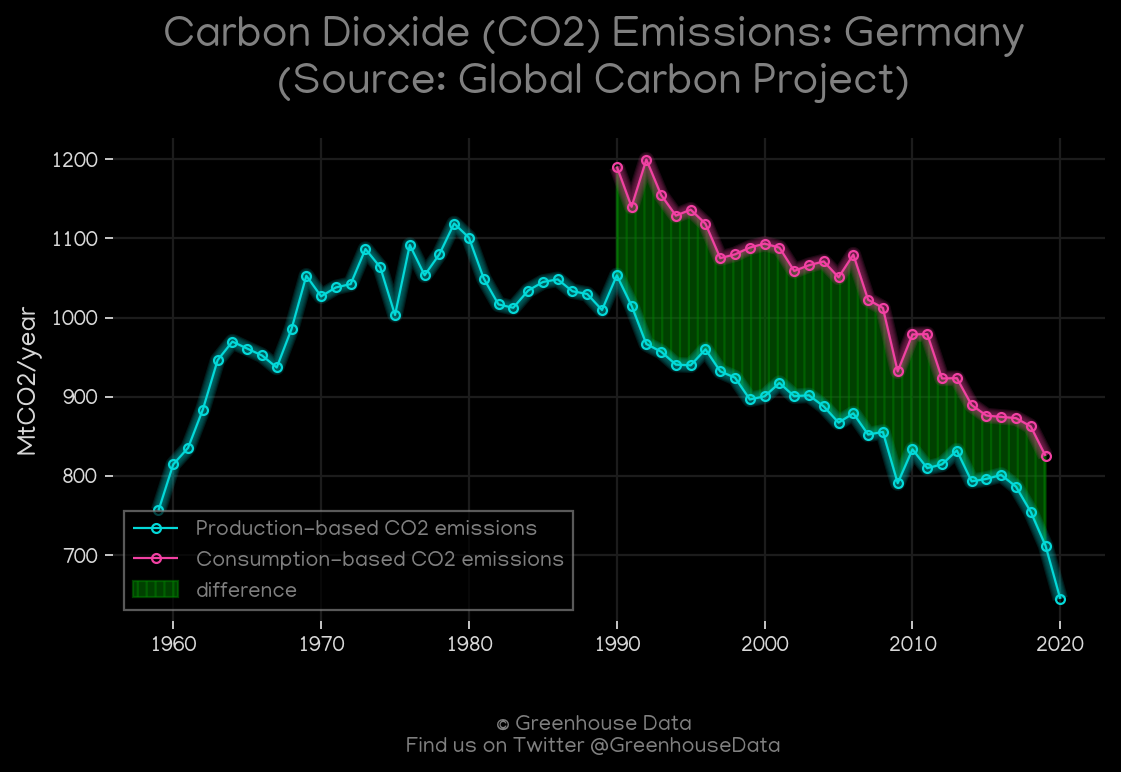 Carbon Dioxide (CO2) Emissions: Germany
(Source: Global Carbon Project)
1200
1100
1000
900
800
700
MtCO2/year
Production-based CO2 emissions
Consumption-based CO2 emissions
difference
1960 1970 1980 1990 2000 2010 2020
© Greenhouse Data
Find us on Twitter @GreenhouseData